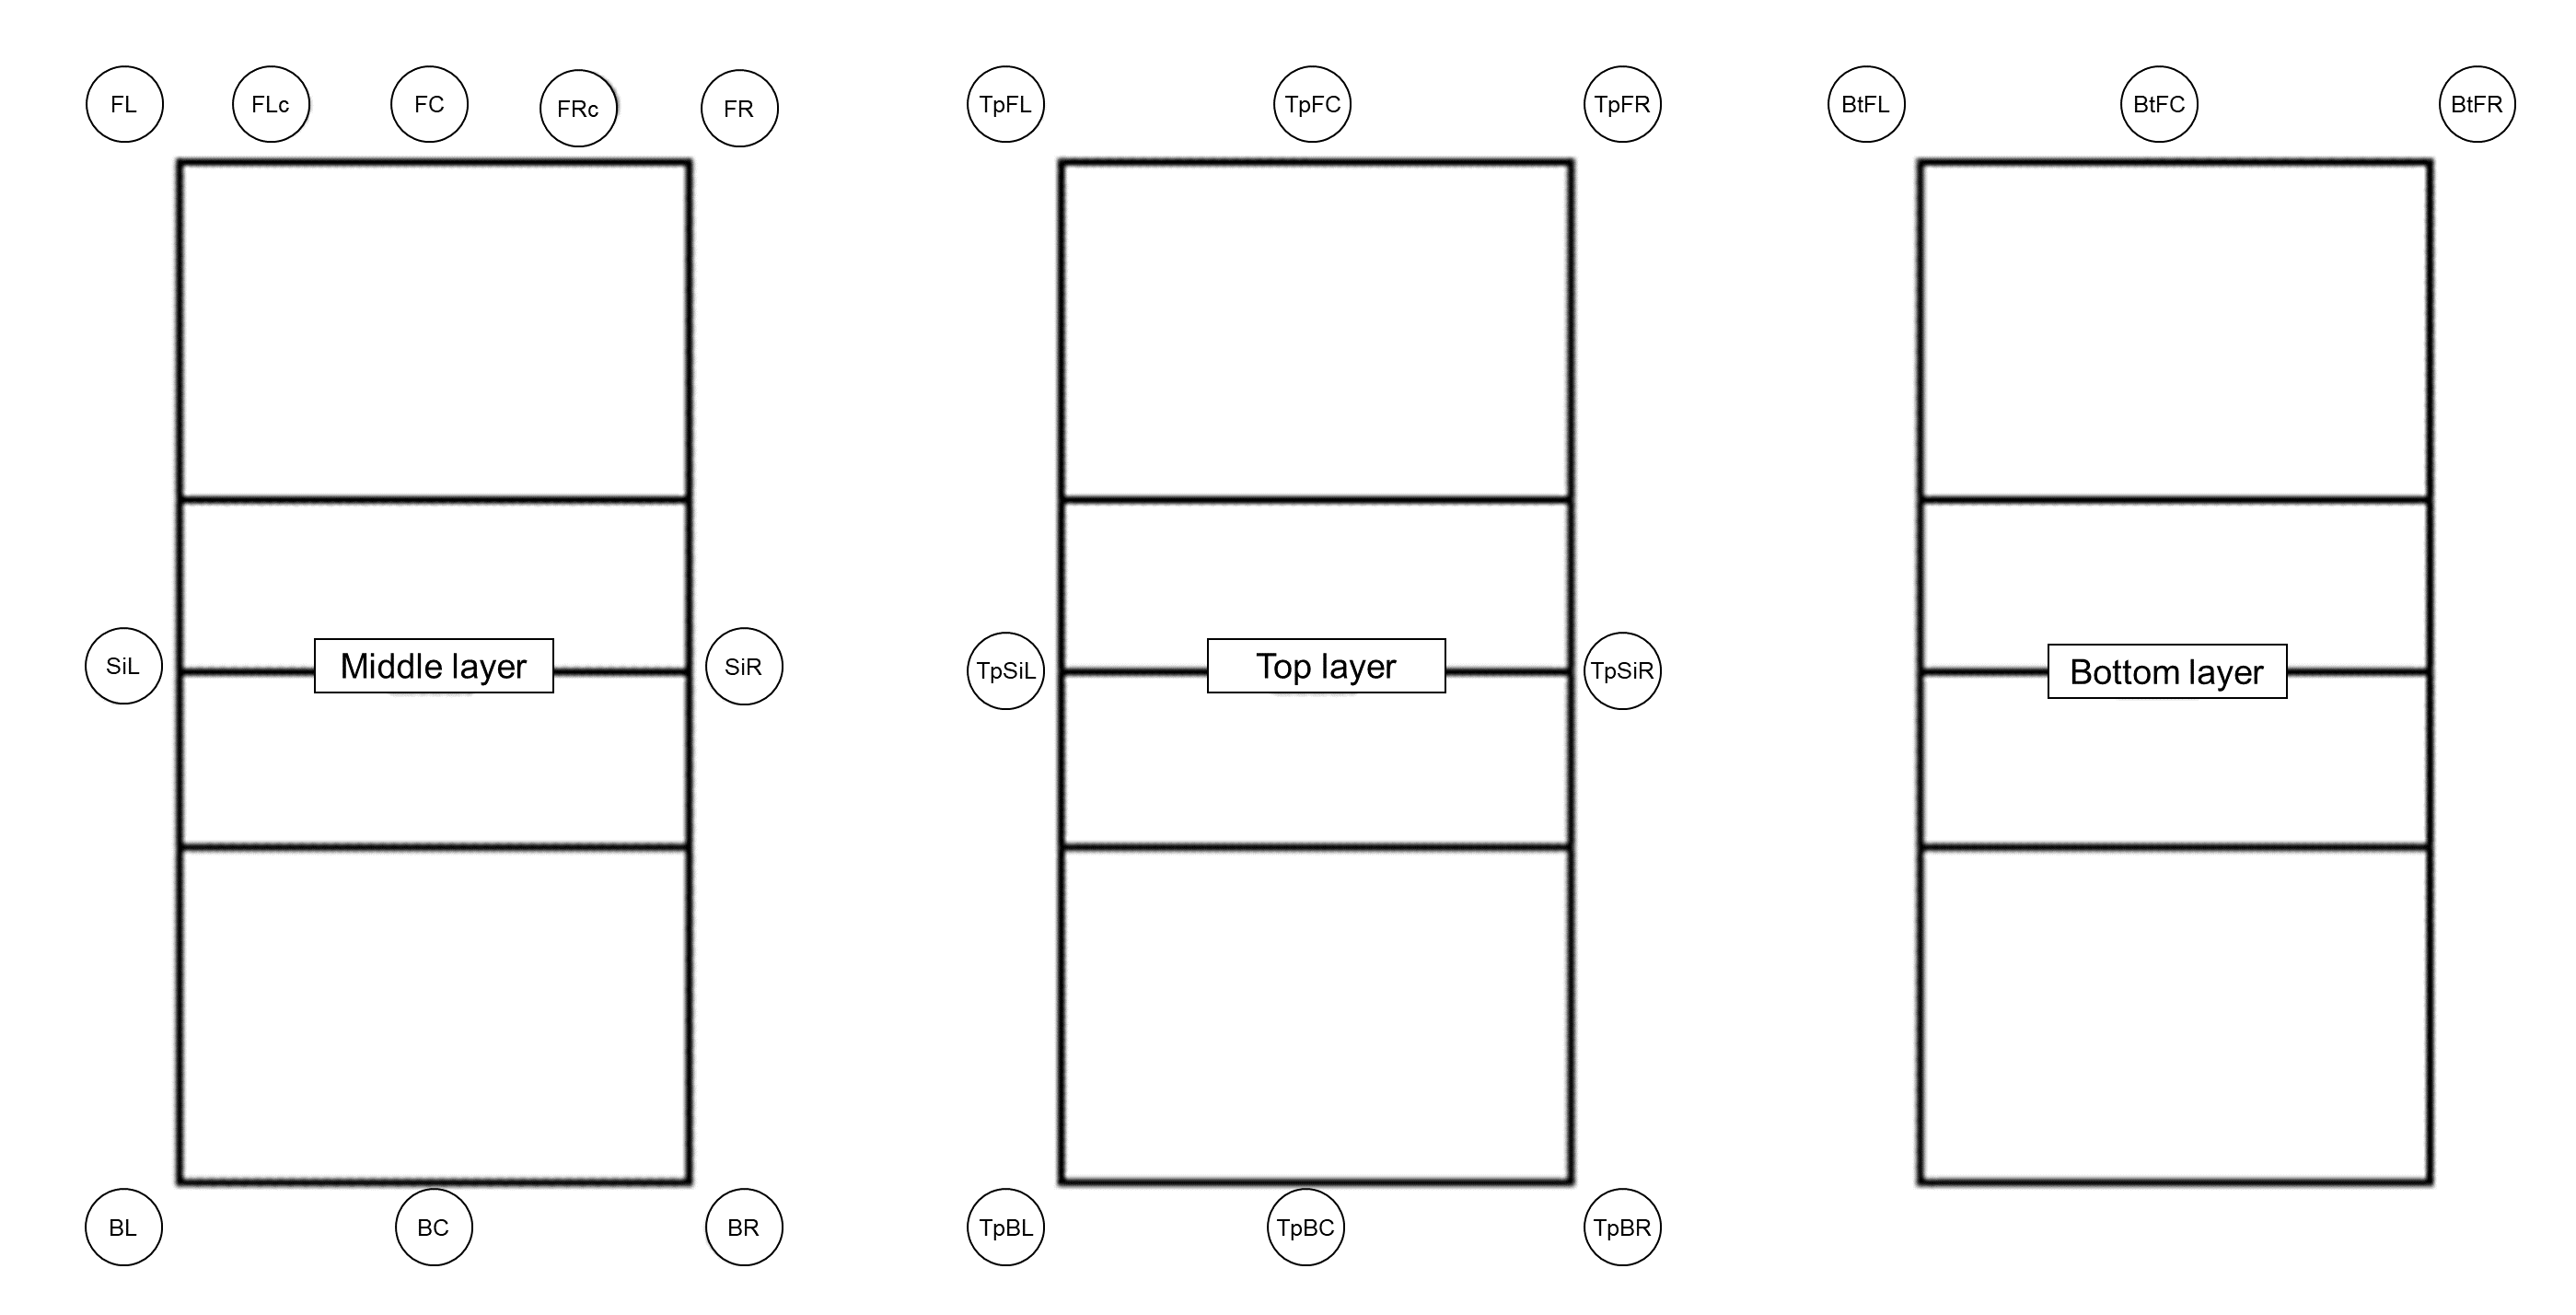 FL FLc FC FRc FR TpFL TpFC TpFR BtFL BtFC BtFR
SiL Middle layer SiR TpSiL Top layer TpSiR Bottom layer
BL BC BR TpBL TpBC TpBR